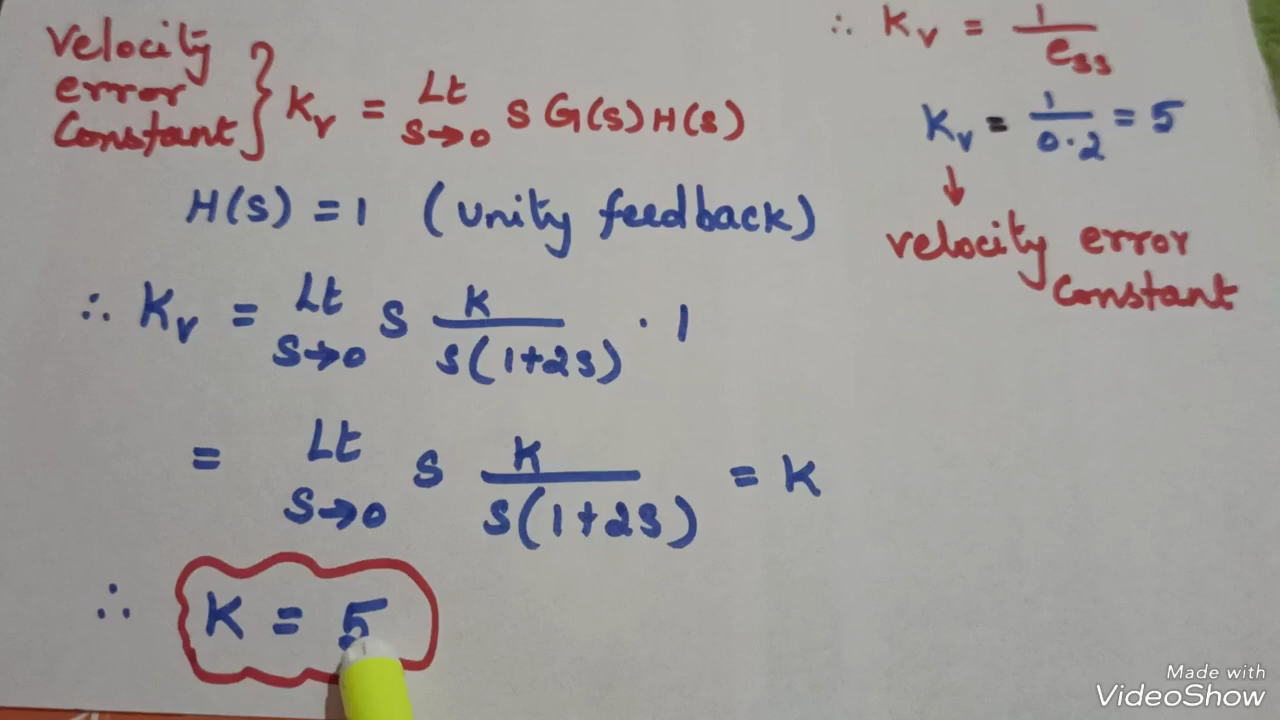 Velocity
error
Constant } Kv = Lt s→0 s G(s) H(s)
H(s) = 1 (unity feedback)
∴ Kv = Lt s→0 s K/s(1+2s) · 1
= Lt s→0 s K/s(1+2s) = K
∴ K = 5
∴ Kv = 1/ess
Kv = 1/0.2 = 5
↓
velocity error
constant
Made with
VideoShow